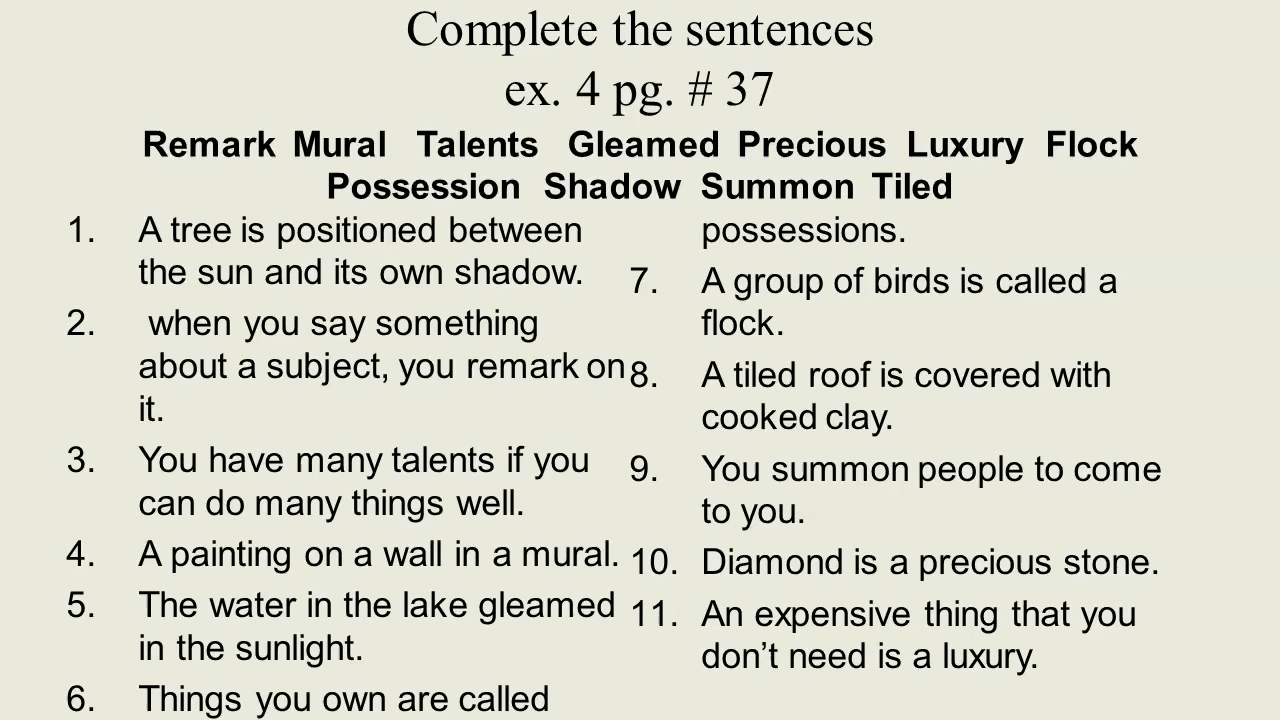 Complete the sentences
ex. 4 pg. # 37
Remark Mural Talents Gleamed Precious Luxury Flock
Possession Shadow Summon Tiled
1. A tree is positioned between
the sun and its own shadow.
2. when you say something
about a subject, you remark on
it.
3. You have many talents if you
can do many things well.
4. A painting on a wall in a mural.
5. The water in the lake gleamed
in the sunlight.
6. Things you own are called
possessions.
7. A group of birds is called a
flock.
8. A tiled roof is covered with
cooked clay.
9. You summon people to come
to you.
10. Diamond is a precious stone.
11. An expensive thing that you
don’t need is a luxury.